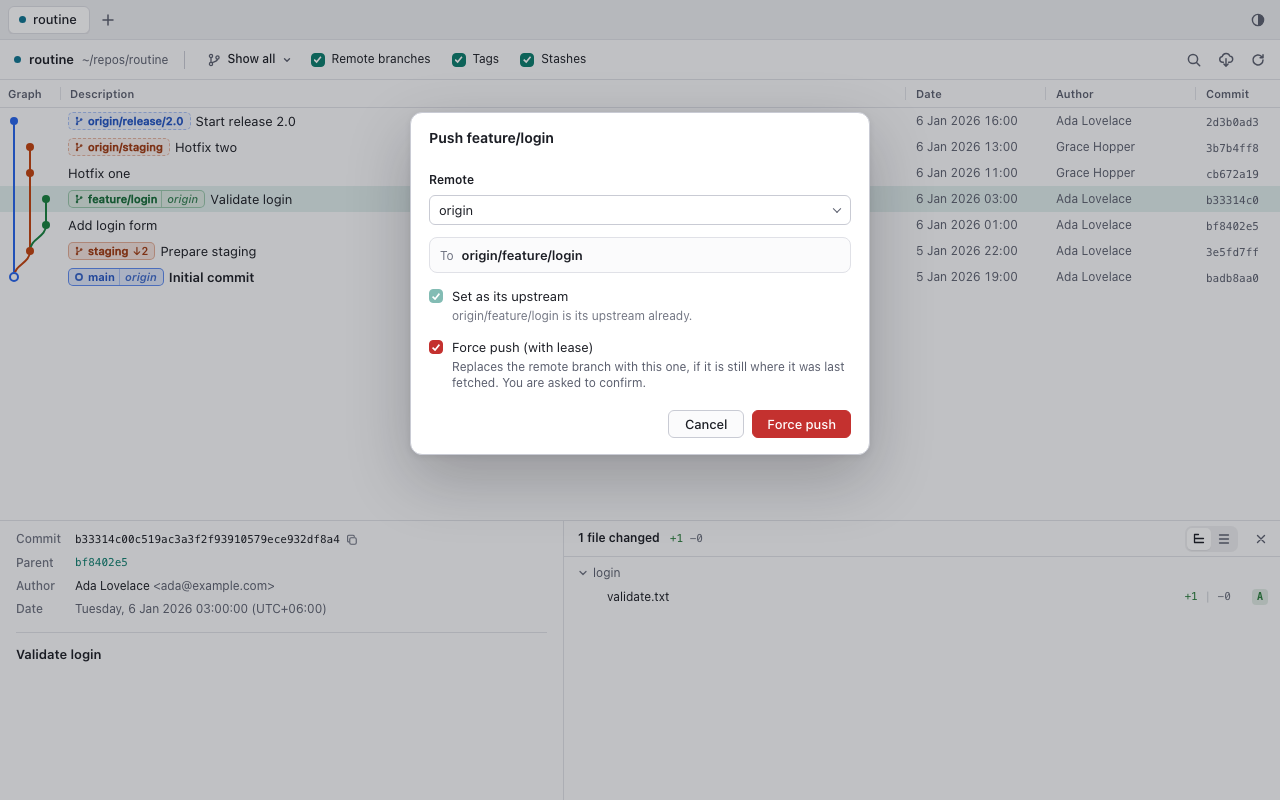 routine
routine ~/repos/routine Show all Remote branches Tags Stashes
Graph Description Date Author Commit
origin/release/2.0 Start release 2.0 6 Jan 2026 16:00 Ada Lovelace 2d3b0ad3
origin/staging Hotfix two 6 Jan 2026 13:00 Grace Hopper 3b7b4ff8
Hotfix one 6 Jan 2026 11:00 Grace Hopper cb672a19
feature/login origin Validate login 6 Jan 2026 03:00 Ada Lovelace b33314c0
Add login form 6 Jan 2026 01:00 Ada Lovelace bf8402e5
staging ↓2 Prepare staging 5 Jan 2026 22:00 Ada Lovelace 3e5fd7ff
main origin Initial commit 5 Jan 2026 19:00 Ada Lovelace badb8aa0
Push feature/login
Remote
origin
To origin/feature/login
Set as its upstream
origin/feature/login is its upstream already.
Force push (with lease)
Replaces the remote branch with this one, if it is still where it was last
fetched. You are asked to confirm.
Cancel Force push
Commit b33314c00c519ac3a3f2f93910579ece932df8a4
Parent bf8402e5
Author Ada Lovelace <ada@example.com>
Date Tuesday, 6 Jan 2026 03:00:00 (UTC+06:00)
Validate login
1 file changed +1 −0
login
validate.txt +1 | −0 A